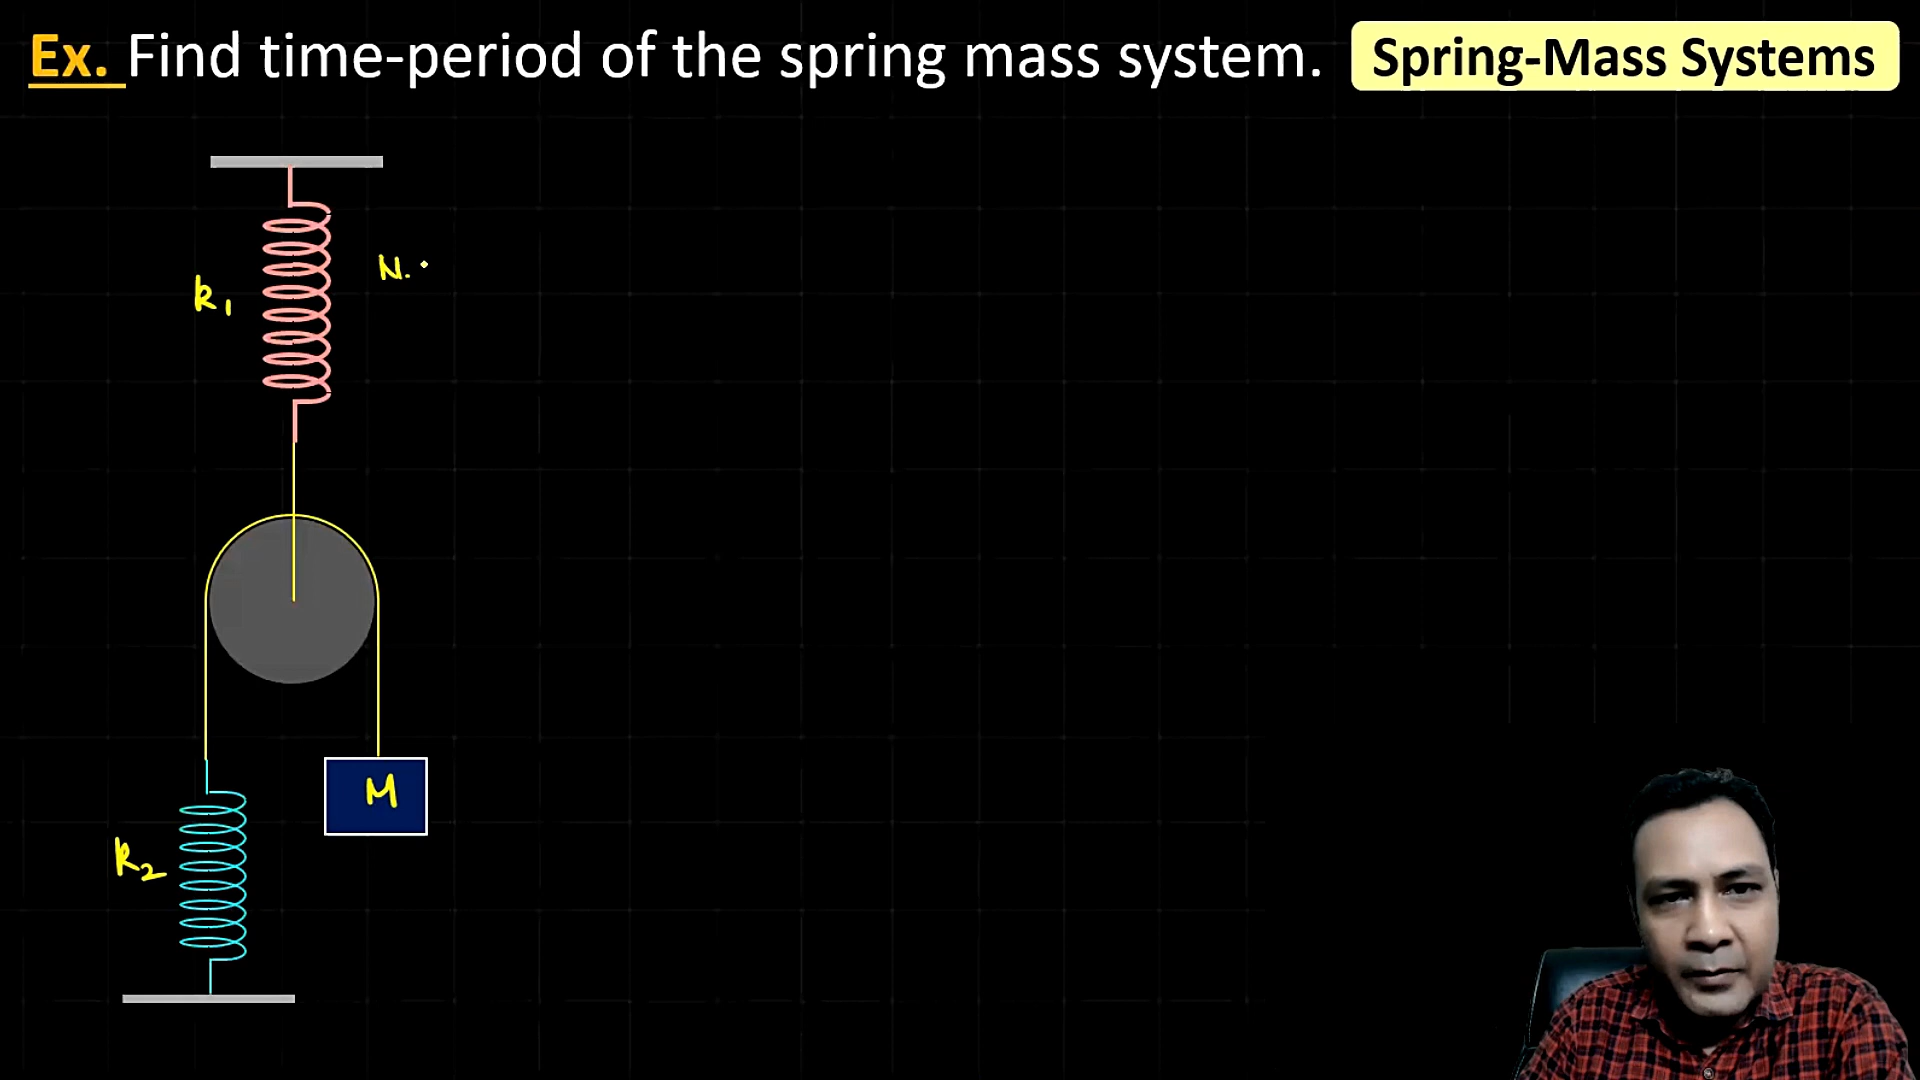 Ex. Find time-period of the spring mass system.
Spring-Mass Systems
k1
N.
M
k2